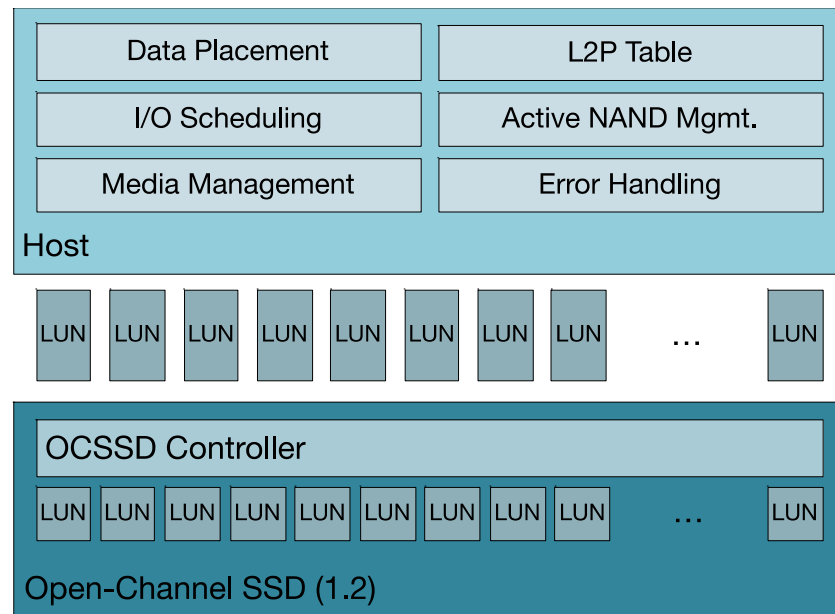 Data Placement
L2P Table
I/O Scheduling
Active NAND Mgmt.
Media Management
Error Handling
Host
LUN LUN LUN LUN LUN LUN LUN LUN ... LUN
OCSSD Controller
LUN LUN LUN LUN LUN LUN LUN LUN LUN ... LUN
Open-Channel SSD (1.2)